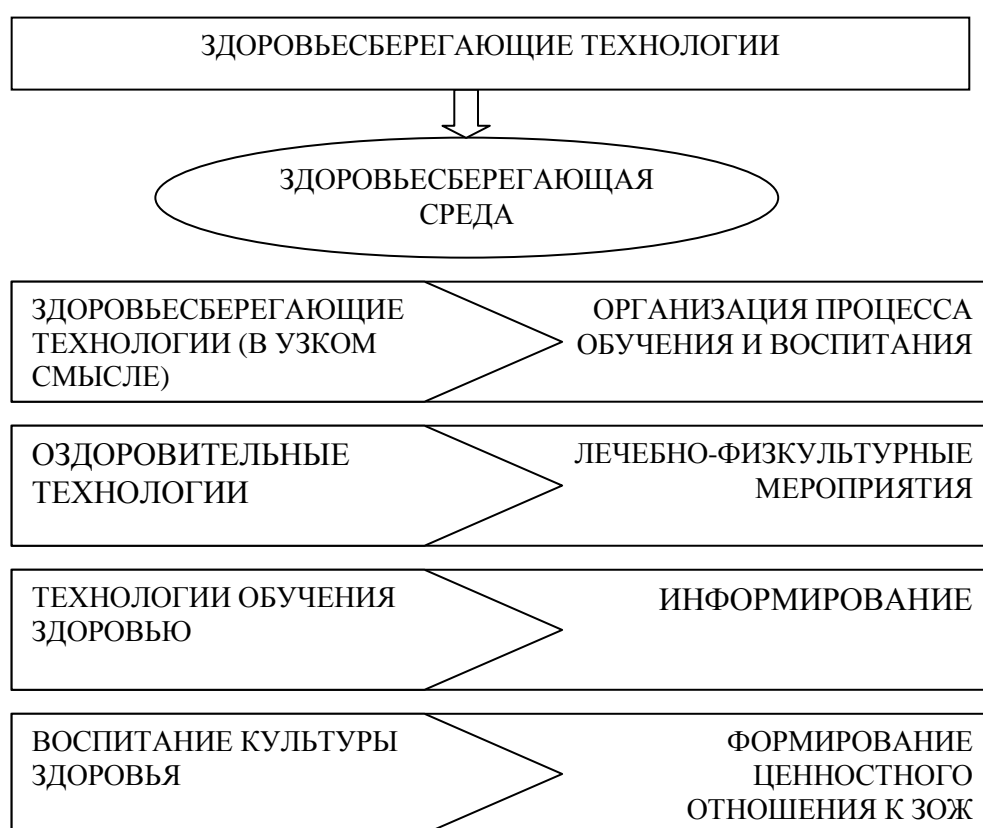 ЗДОРОВЬЕСБЕРЕГАЮЩИЕ ТЕХНОЛОГИИ
ЗДОРОВЬЕСБЕРЕГАЮЩАЯ
СРЕДА
ЗДОРОВЬЕСБЕРЕГАЮЩИЕ
ТЕХНОЛОГИИ (В УЗКОМ
СМЫСЛЕ)
ОРГАНИЗАЦИЯ ПРОЦЕССА
ОБУЧЕНИЯ И ВОСПИТАНИЯ
ОЗДОРОВИТЕЛЬНЫЕ
ТЕХНОЛОГИИ
ЛЕЧЕБНО-ФИЗКУЛЬТУРНЫЕ
МЕРОПРИЯТИЯ
ТЕХНОЛОГИИ ОБУЧЕНИЯ
ЗДОРОВЬЮ
ИНФОРМИРОВАНИЕ
ВОСПИТАНИЕ КУЛЬТУРЫ
ЗДОРОВЬЯ
ФОРМИРОВАНИЕ
ЦЕННОСТНОГО
ОТНОШЕНИЯ К ЗОЖ